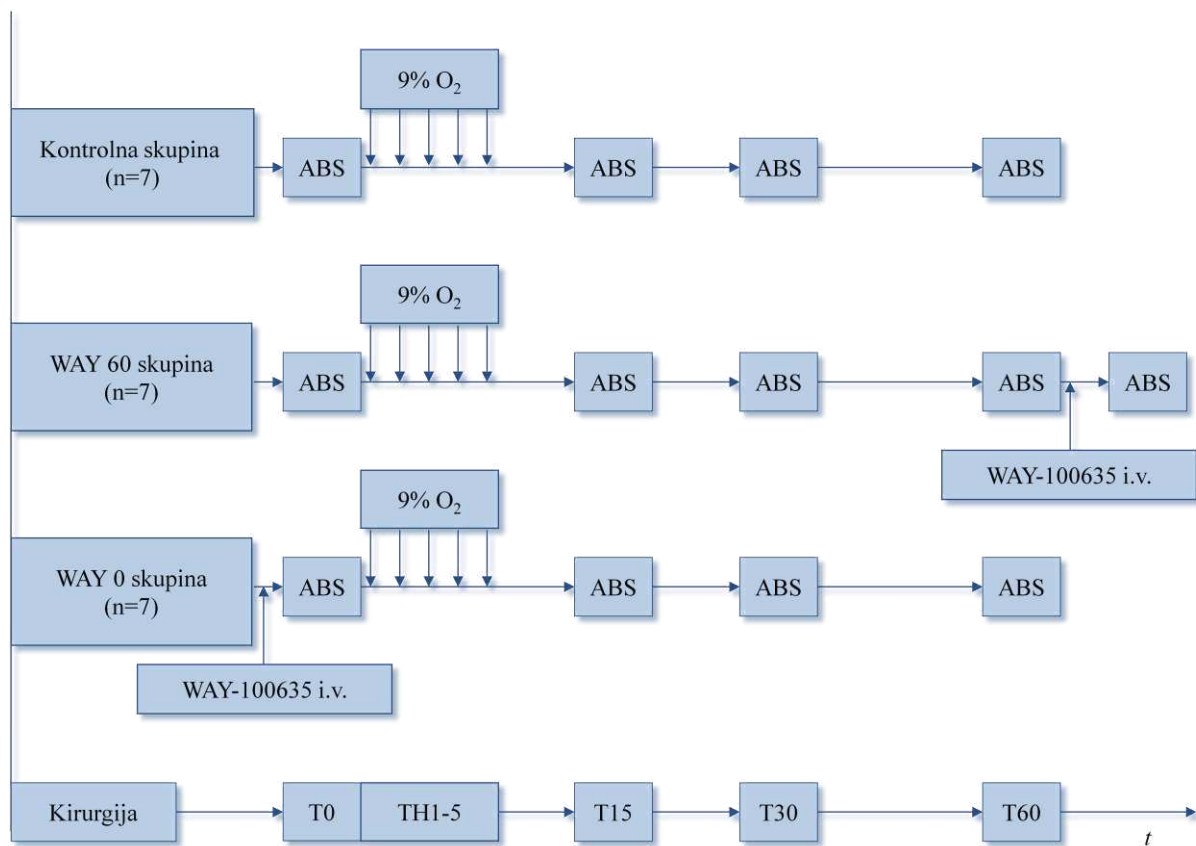 9% O₂
Kontrolna skupina
(n=7)
ABS
ABS
ABS
ABS
9% O₂
WAY 60 skupina
(n=7)
ABS
ABS
ABS
ABS
ABS
WAY-100635 i.v.
9% O₂
WAY 0 skupina
(n=7)
ABS
ABS
ABS
ABS
WAY-100635 i.v.
Kirurgija
T0
TH1-5
T15
T30
T60
t